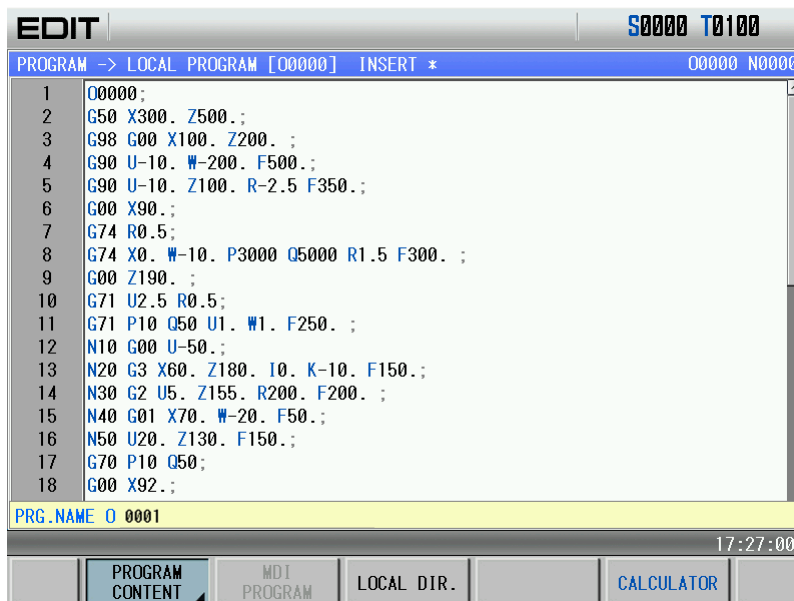 EDIT S0000 T0100
PROGRAM -> LOCAL PROGRAM [O0000] INSERT * O0000 N0000
1 O0000;
2 G50 X300. Z500.;
3 G98 G00 X100. Z200. ;
4 G90 U-10. W-200. F500.;
5 G90 U-10. Z100. R-2.5 F350.;
6 G00 X90.;
7 G74 R0.5;
8 G74 X0. W-10. P3000 Q5000 R1.5 F300. ;
9 G00 Z190. ;
10 G71 U2.5 R0.5;
11 G71 P10 Q50 U1. W1. F250. ;
12 N10 G00 U-50.;
13 N20 G3 X60. Z180. I0. K-10. F150.;
14 N30 G2 U5. Z155. R200. F200. ;
15 N40 G01 X70. W-20. F50.;
16 N50 U20. Z130. F150.;
17 G70 P10 Q50;
18 G00 X92.;
PRG.NAME O 0001
17:27:00
PROGRAM CONTENT
MDI PROGRAM
LOCAL DIR.
CALCULATOR